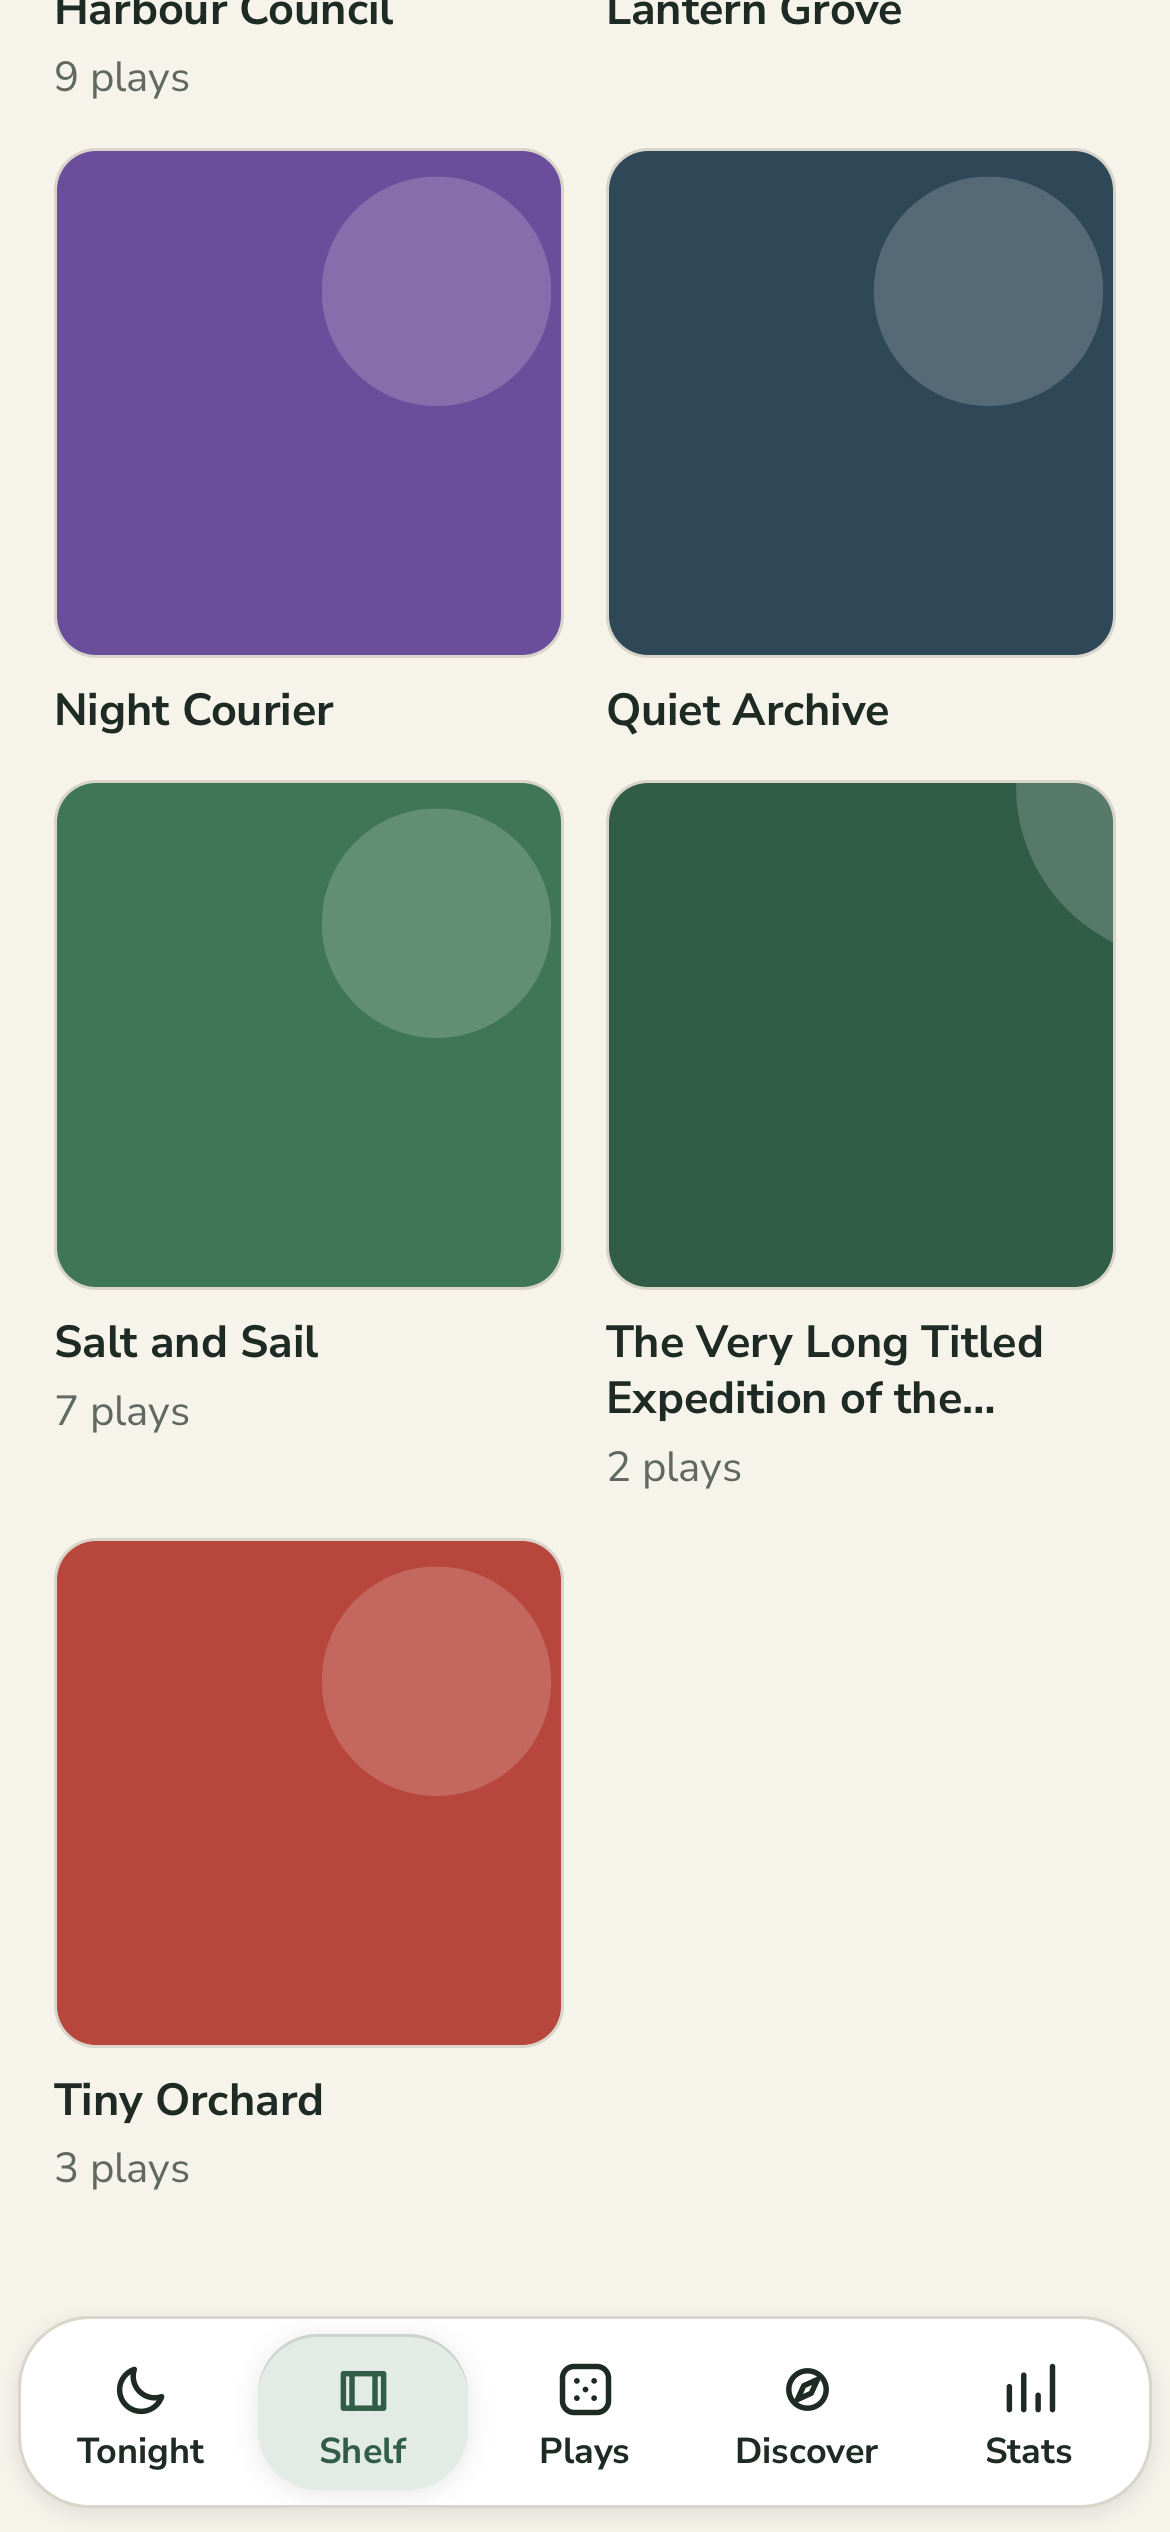 Harbour Council
Lantern Grove
9 plays
Night Courier
Quiet Archive
Salt and Sail
7 plays
The Very Long Titled
Expedition of the...
2 plays
Tiny Orchard
3 plays
Tonight
Shelf
Plays
Discover
Stats